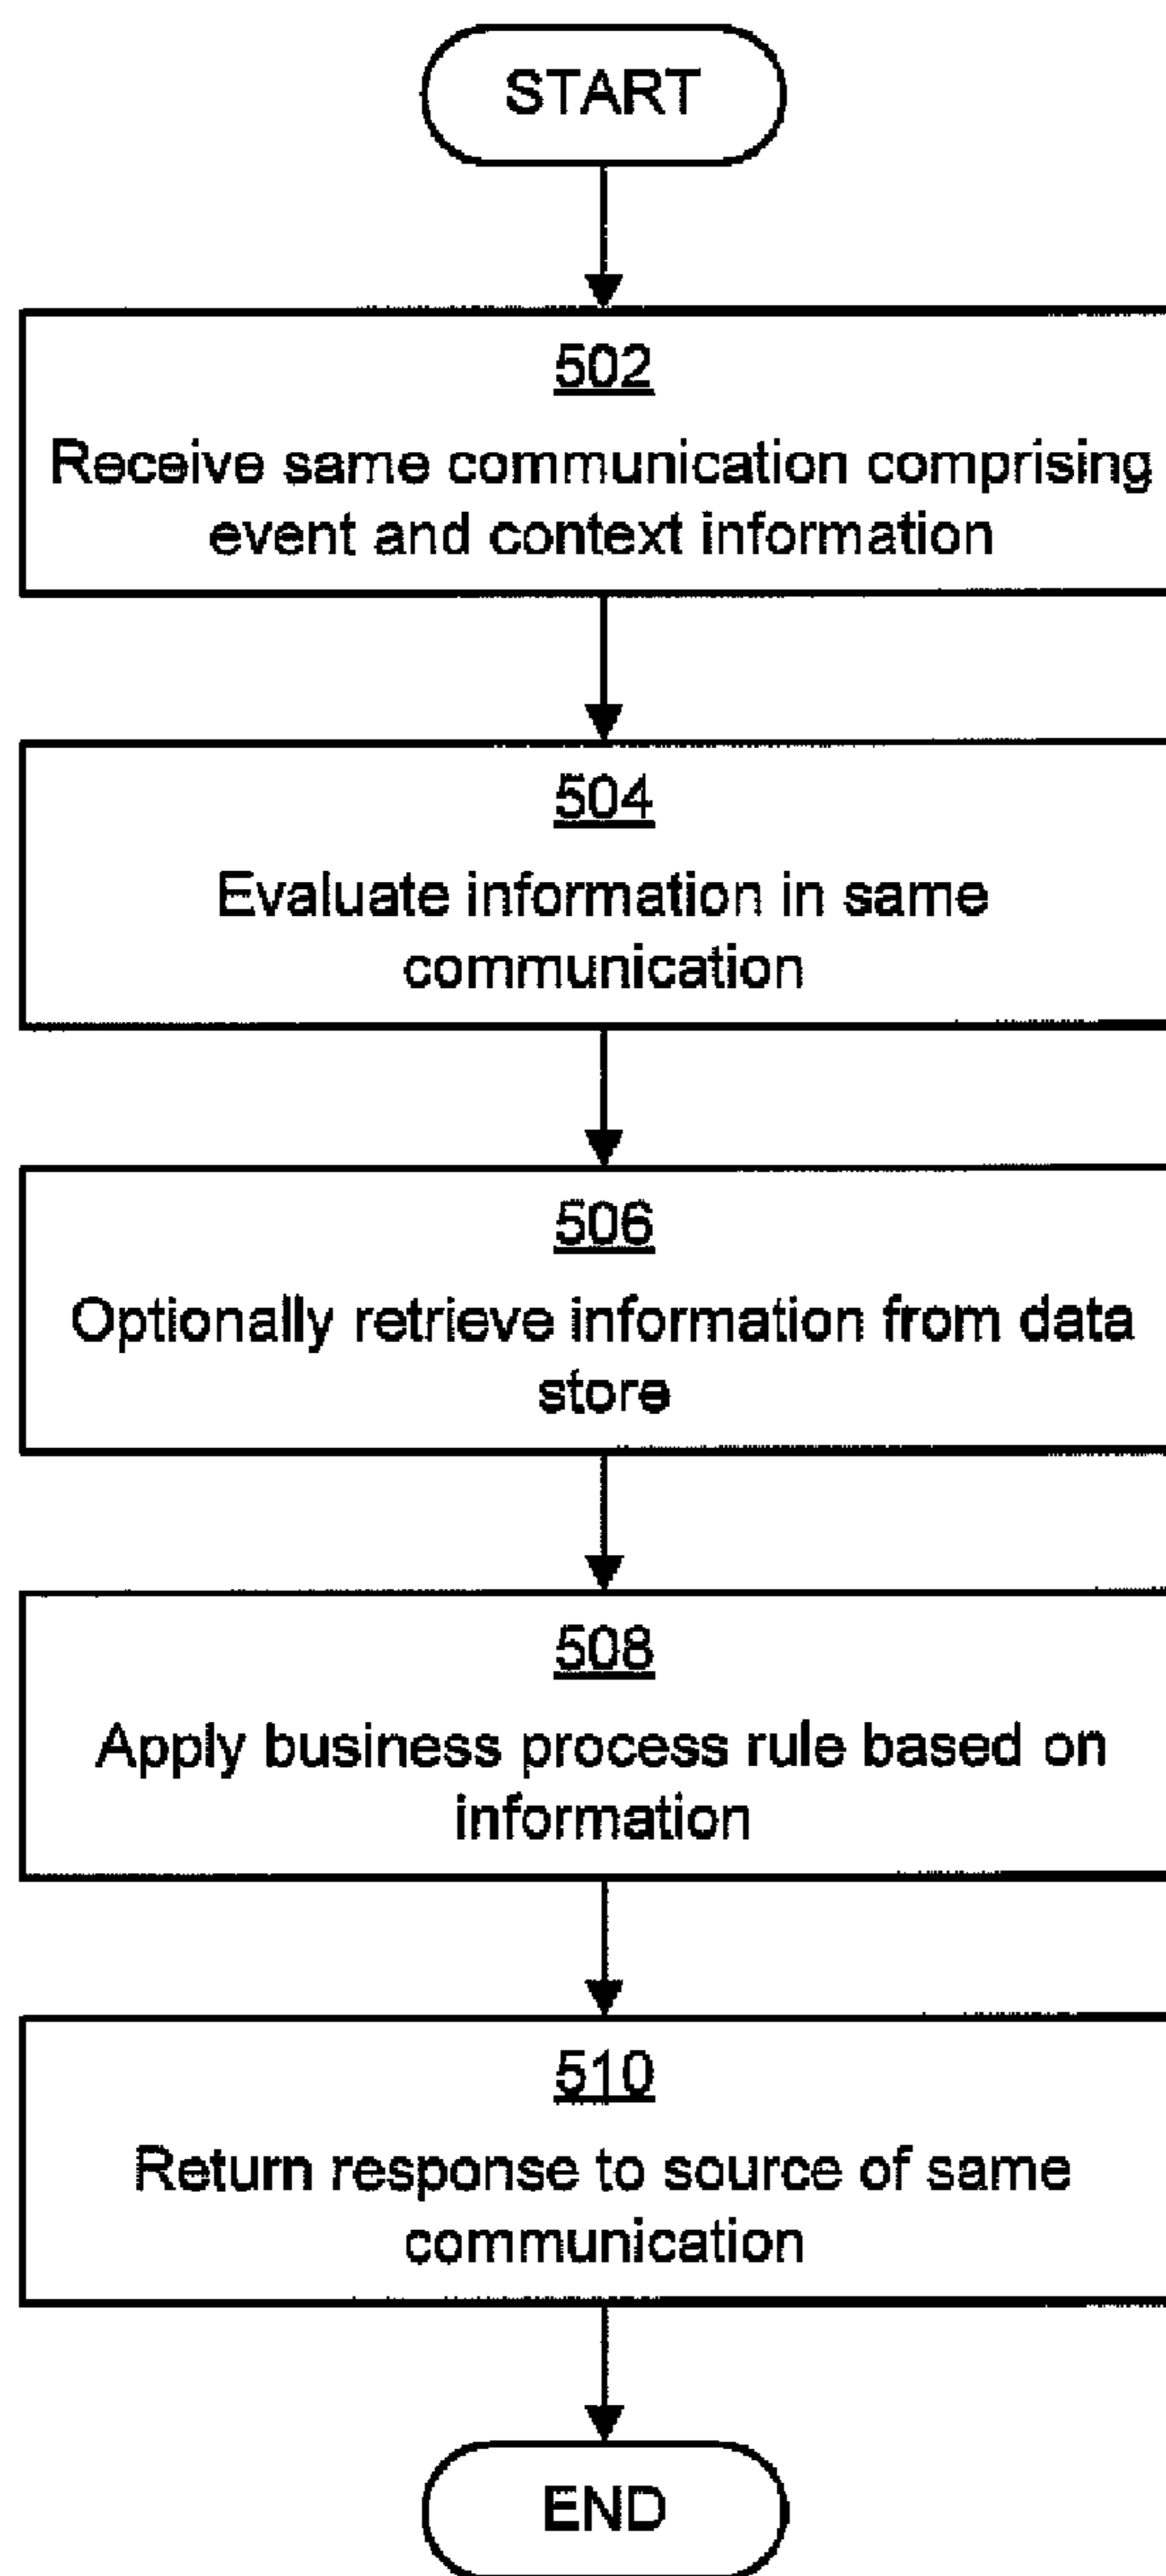 START
502
Receive same communication comprising
event and context information
504
Evaluate information in same
communication
506
Optionally retrieve information from data
store
508
Apply business process rule based on
information
510
Return response to source of same
communication
END